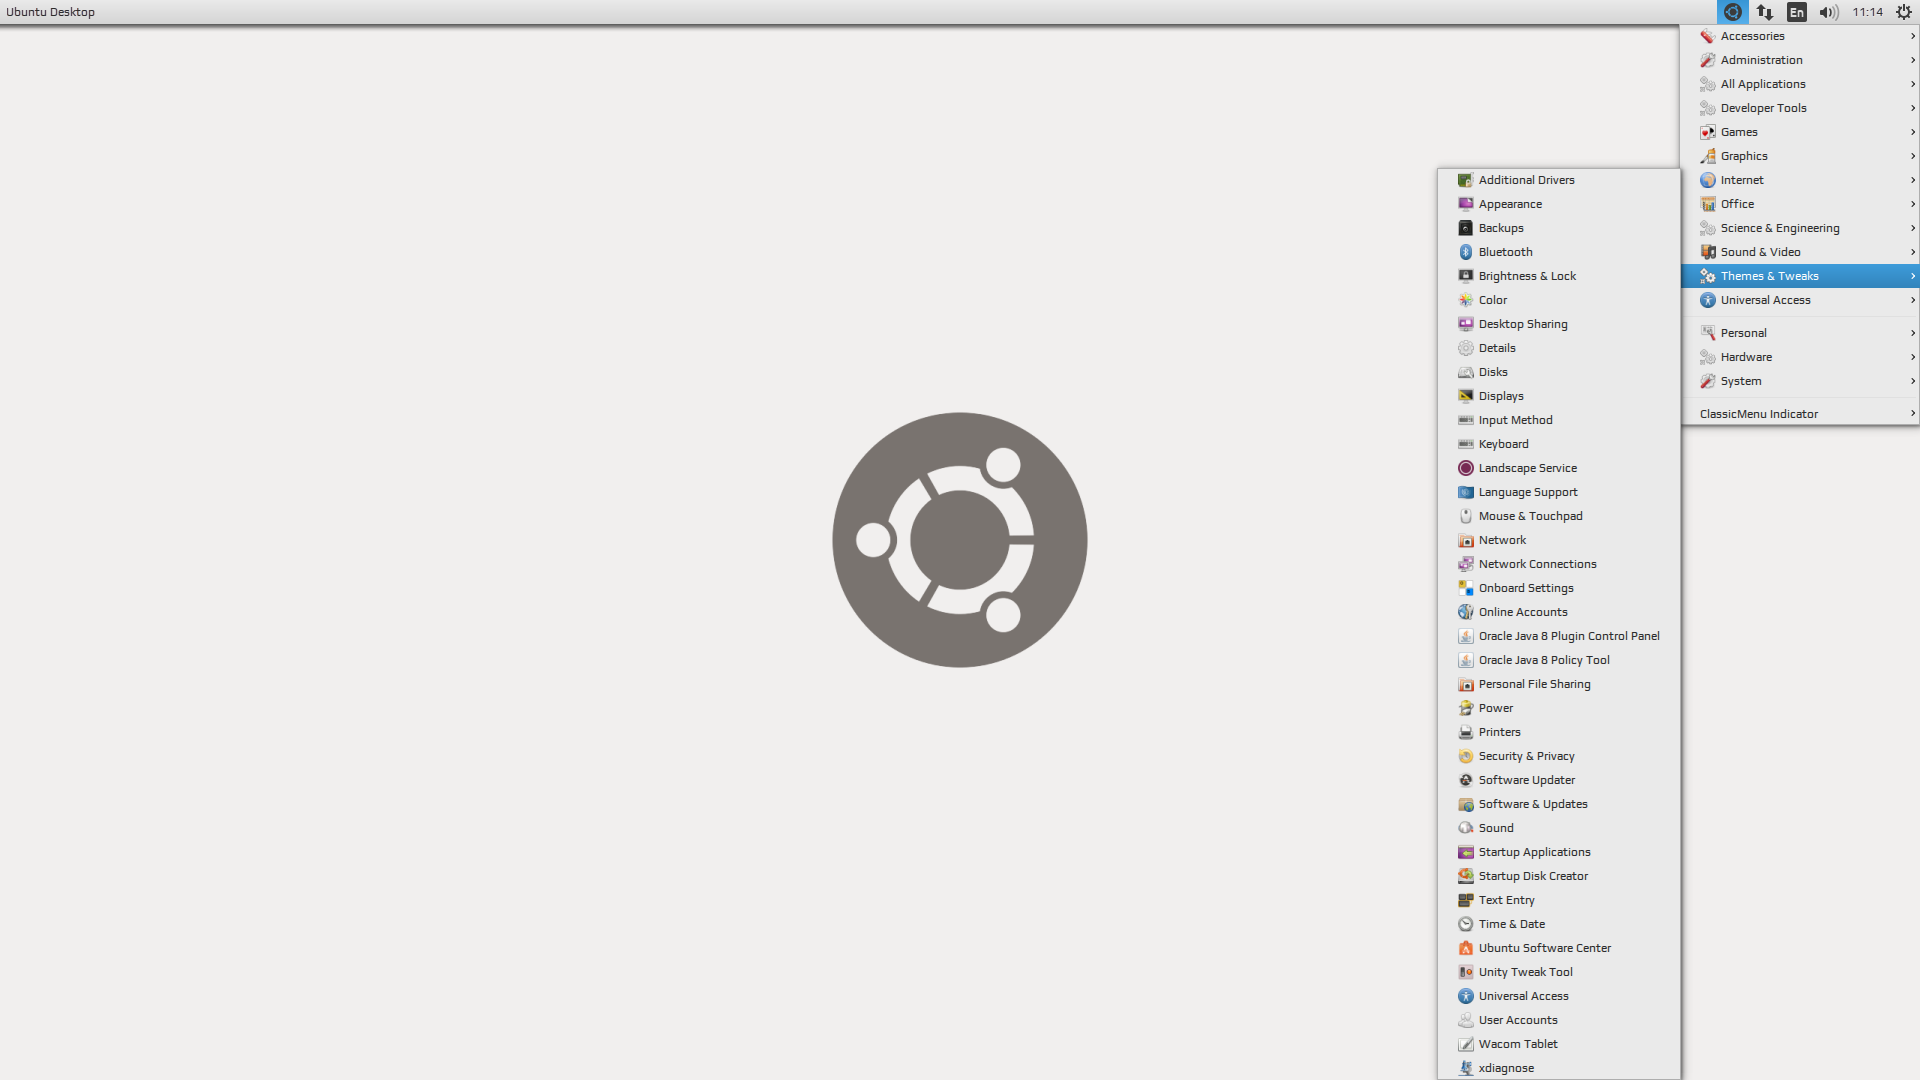 Ubuntu Desktop
En
11:14
Accessories
Administration
All Applications
Developer Tools
Games
Graphics
Internet
Office
Science & Engineering
Sound & Video
Themes & Tweaks
Universal Access
Personal
Hardware
System
ClassicMenu Indicator
Additional Drivers
Appearance
Backups
Bluetooth
Brightness & Lock
Color
Desktop Sharing
Details
Disks
Displays
Input Method
Keyboard
Landscape Service
Language Support
Mouse & Touchpad
Network
Network Connections
Onboard Settings
Online Accounts
Oracle Java 8 Plugin Control Panel
Oracle Java 8 Policy Tool
Personal File Sharing
Power
Printers
Security & Privacy
Software Updater
Software & Updates
Sound
Startup Applications
Startup Disk Creator
Text Entry
Time & Date
Ubuntu Software Center
Unity Tweak Tool
Universal Access
User Accounts
Wacom Tablet
xdiagnose